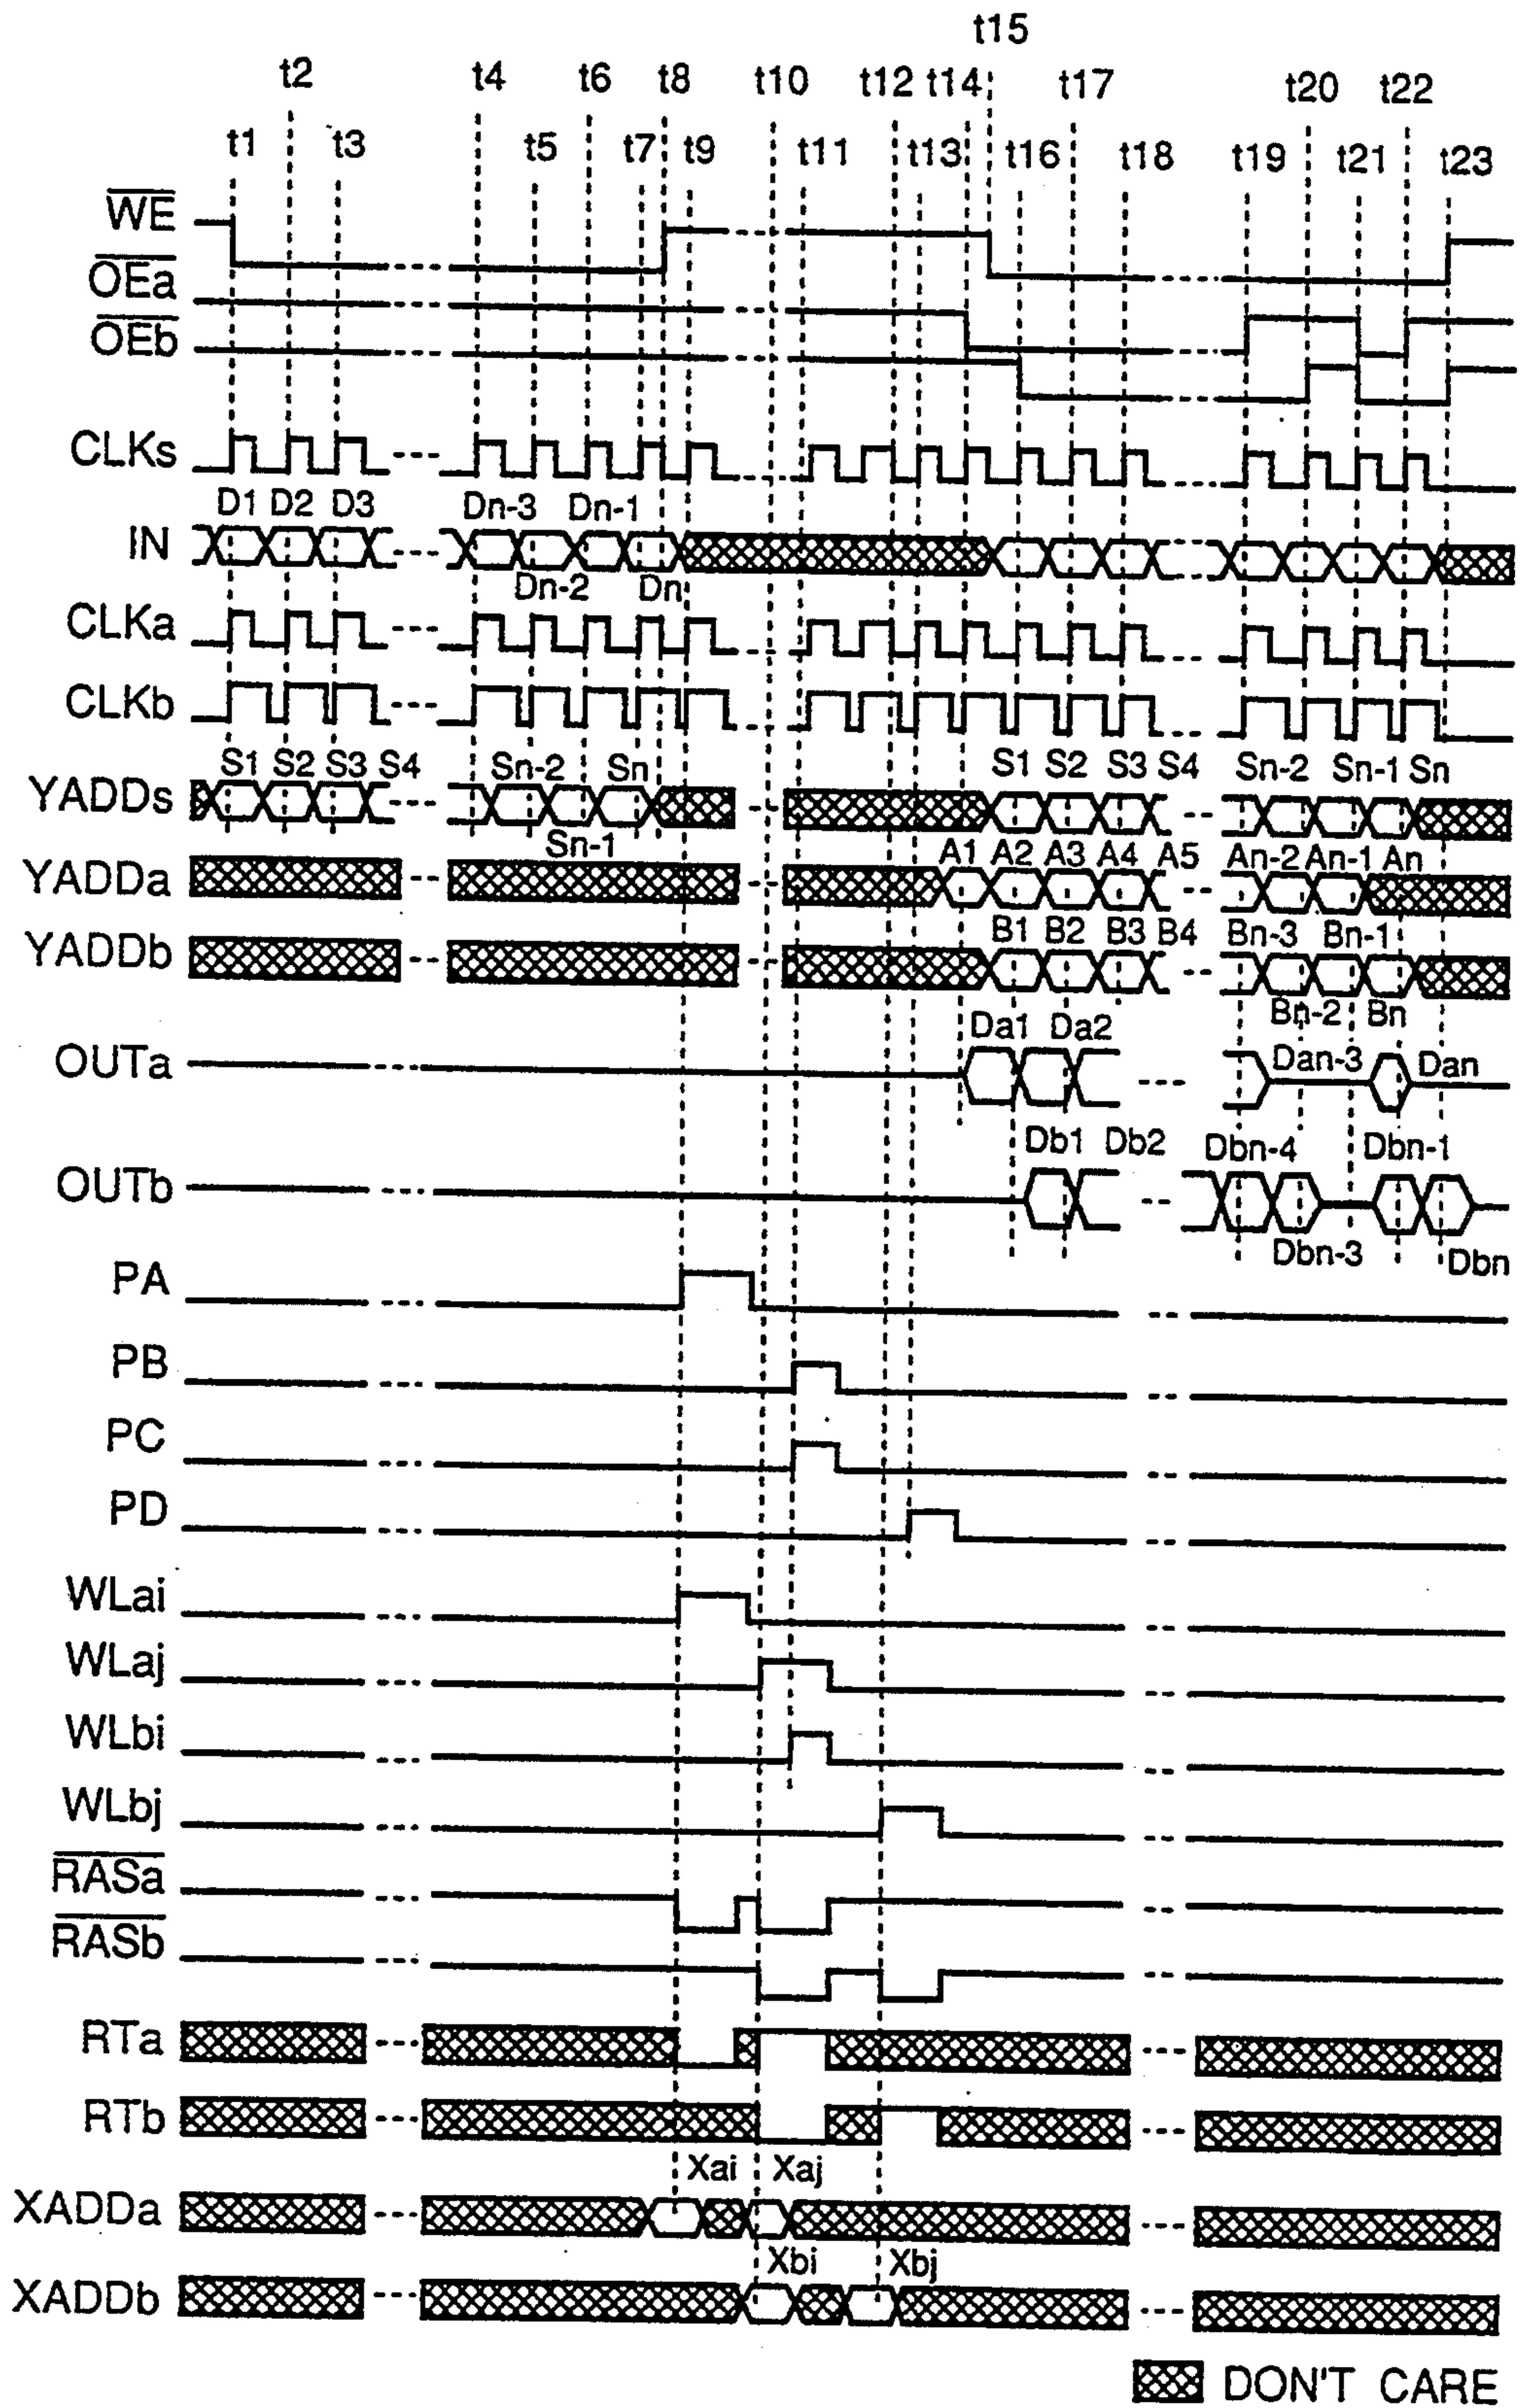 t15
t2 t4 t6 t8 t10 t12 t14 t17 t20 t22
t1 t3 t5 t7 t9 t11 t13 t16 t18 t19 t21 t23
WE
OEa
OEb
CLKs
D1 D2 D3 Dn-3 Dn-1
IN
Dn-2 Dn
CLKa
CLKb
S1 S2 S3 S4 Sn-2 Sn S1 S2 S3 S4 Sn-2 Sn-1 Sn
YADDs
Sn-1
A1 A2 A3 A4 A5 An-2 An-1 An
YADDa
B1 B2 B3 B4 Bn-3 Bn-1
YADDb
Bn-2 Bn
Da1 Da2
OUTa
Dan-3 Dan
Db1 Db2 Dbn-4 Dbn-1
OUTb
Dbn-3 Dbn
PA
PB
PC
PD
WLai
WLaj
WLbi
WLbj
RASa
RASb
RTa
RTb
Xai Xaj
XADDa
Xbi Xbj
XADDb
DON'T CARE